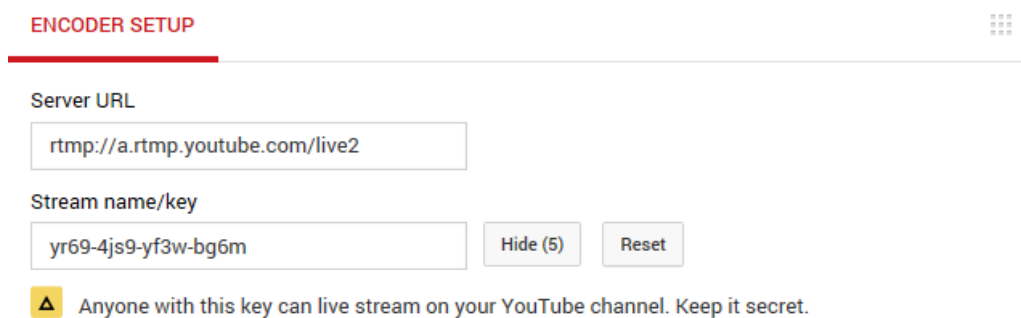 ENCODER SETUP
Server URL
rtmp://a.rtmp.youtube.com/live2
Stream name/key
yr69-4js9-yf3w-bg6m Hide (5) Reset
Anyone with this key can live stream on your YouTube channel. Keep it secret.